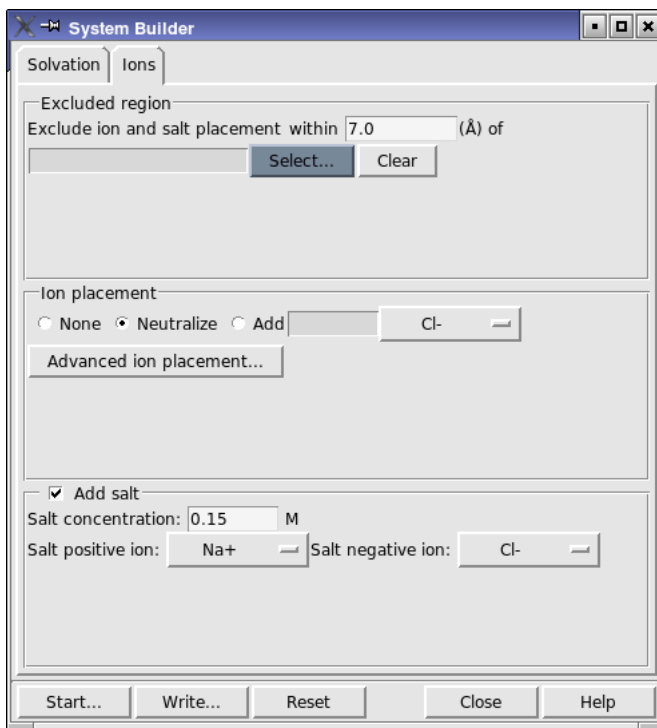 System Builder
Solvation Ions
Excluded region
Exclude ion and salt placement within 7.0 (Å) of
Select... Clear
Ion placement
None Neutralize Add Cl-
Advanced ion placement...
Add salt
Salt concentration: 0.15 M
Salt positive ion: Na+ Salt negative ion: Cl-
Start... Write... Reset Close Help